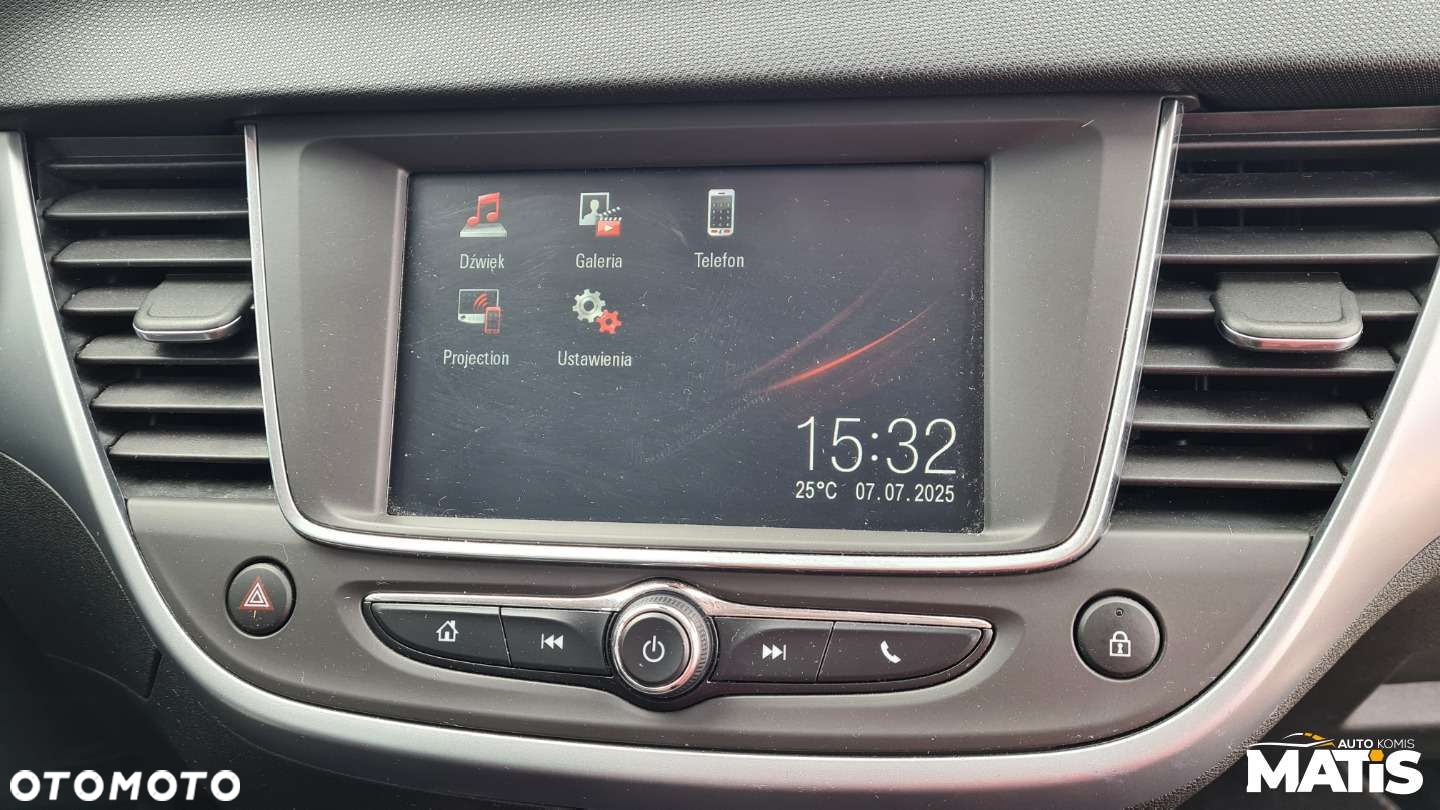 Dźwięk
Galeria
Telefon
Projection
Ustawienia
15:32
25°C 07.07.2025
OTOMOTO
AUTO KOMIS
MATIS